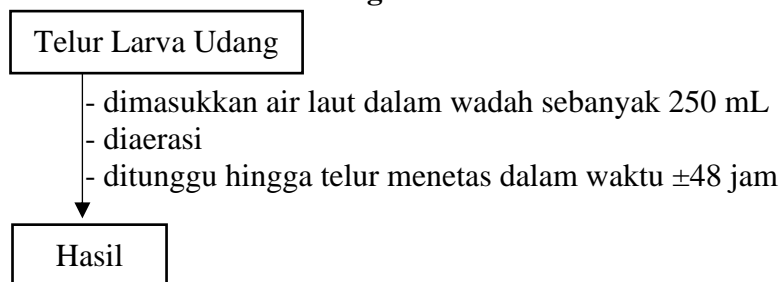 Telur Larva Udang
- dimasukkan air laut dalam wadah sebanyak 250 mL
- diaerasi
- ditunggu hingga telur menetas dalam waktu ±48 jam
Hasil